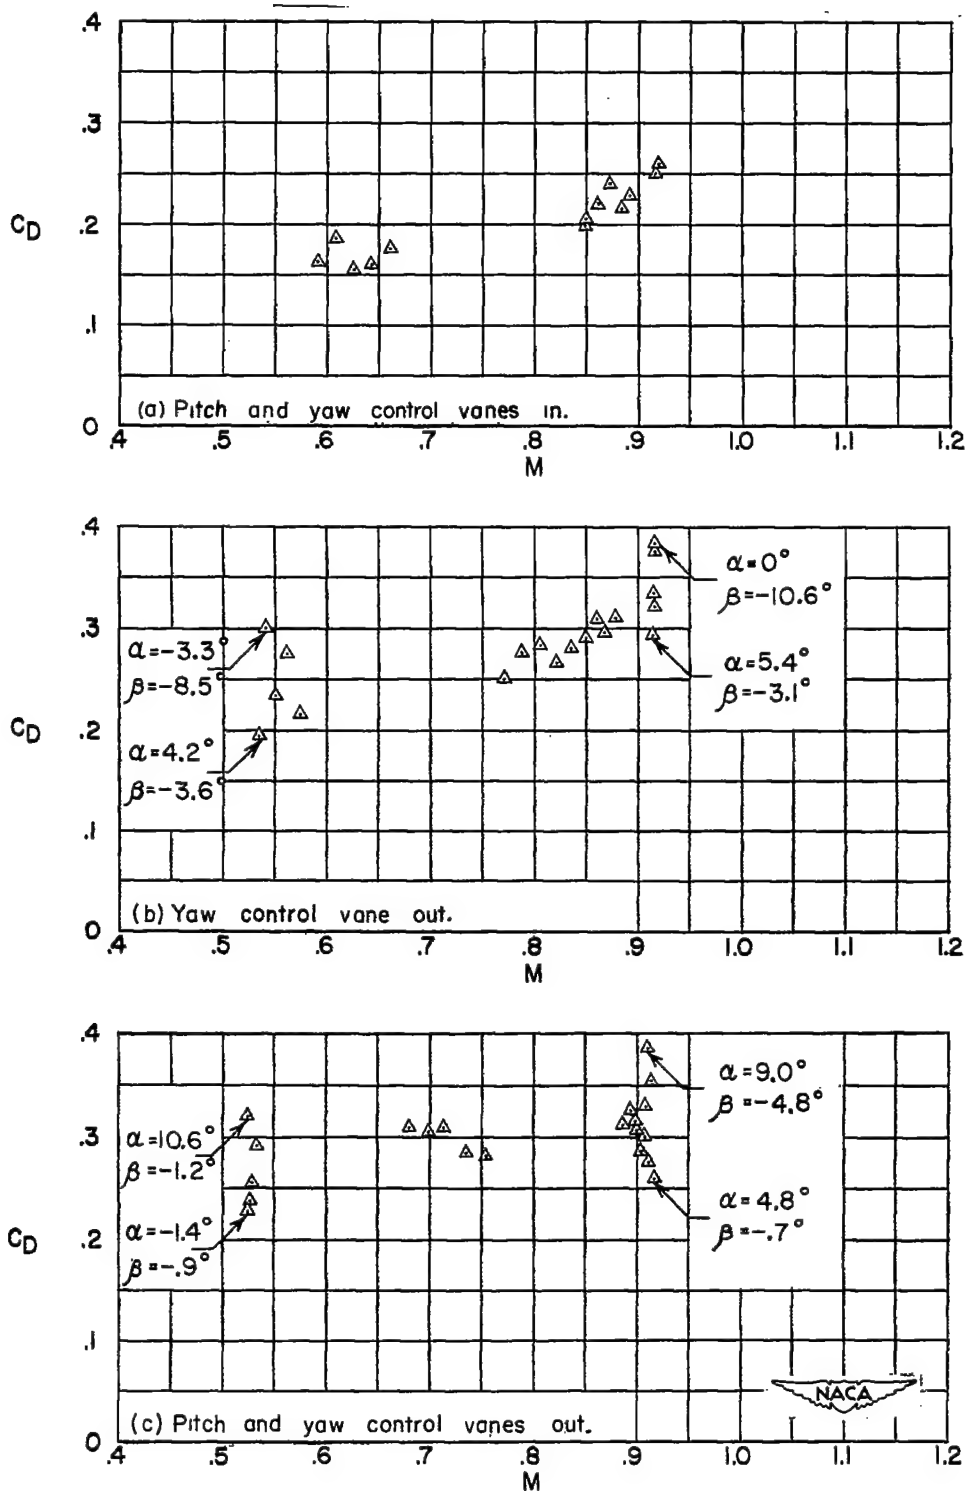 .4
.3
C_D .2
.1
(a) Pitch and yaw control vanes in.
0
.4 .5 .6 .7 .8 .9 1.0 1.1 1.2
M
.4
α=0°
β=-10.6°
.3
α=-3.3°
β=-8.5°
α=5.4°
β=-3.1°
C_D .2
α=4.2°
β=-3.6°
.1
(b) Yaw control vane out.
0
.4 .5 .6 .7 .8 .9 1.0 1.1 1.2
M
.4
α=9.0°
β=-4.8°
.3
α=10.6°
β=-1.2°
α=4.8°
β=-.7°
C_D .2
α=-1.4°
β=-.9°
.1
NACA
(c) Pitch and yaw control vanes out.
0
.4 .5 .6 .7 .8 .9 1.0 1.1 1.2
M